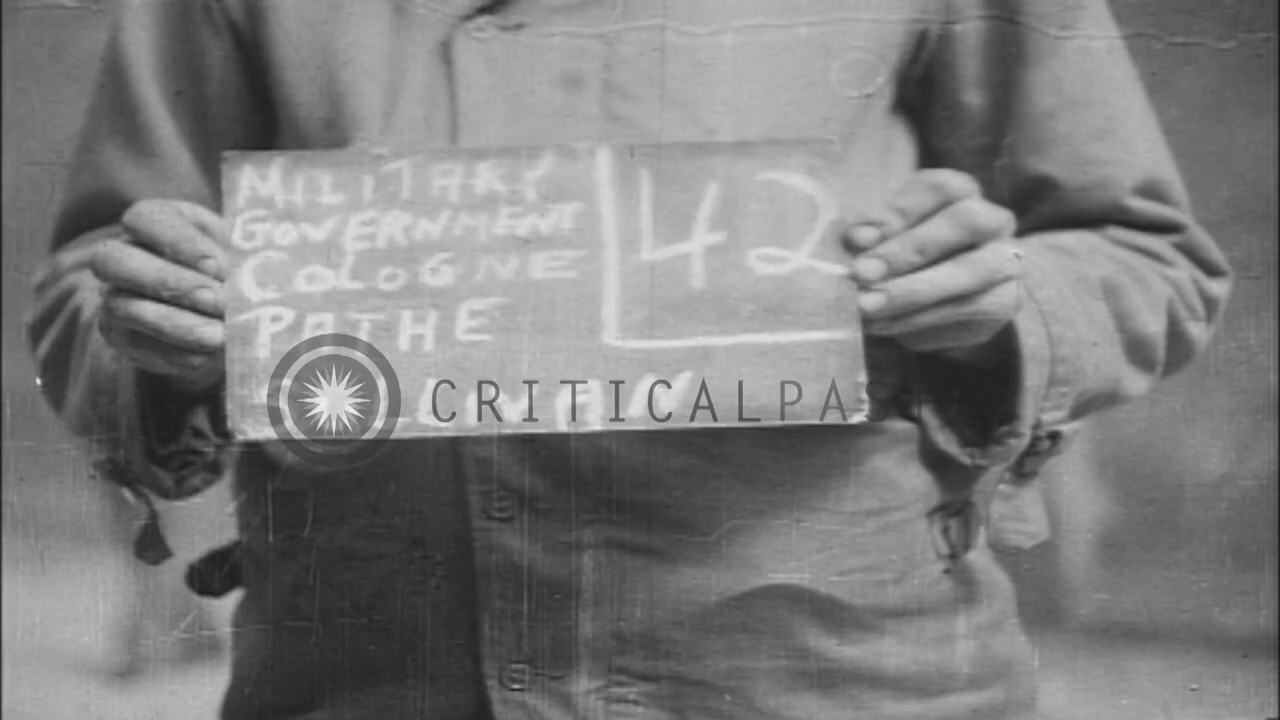 MILITARY
GOVERNMENT
COLOGNE
PATHE
42
CRITICALPAS